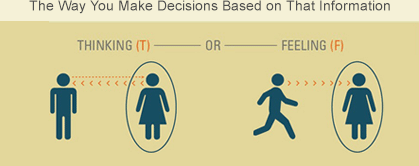 The Way You Make Decisions Based on That Information
THINKING (T) — OR — FEELING (F)